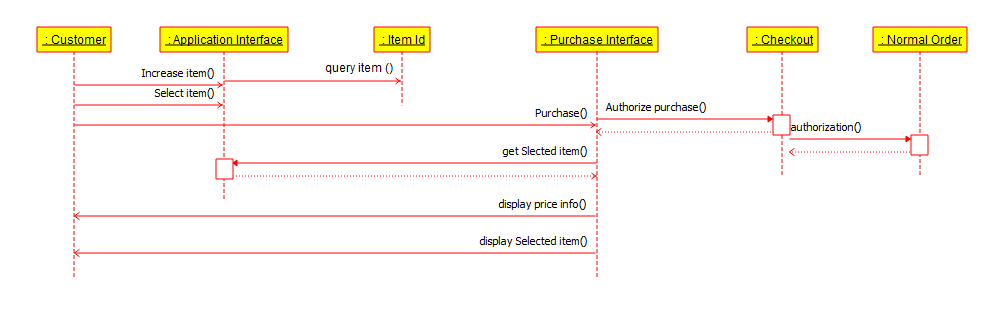 : Customer
: Application Interface
: Item Id
: Purchase Interface
: Checkout
: Normal Order
Increase item()
query item ()
Select item()
Purchase()
Authorize purchase()
authorization()
get Slected item()
display price info()
display Selected item()